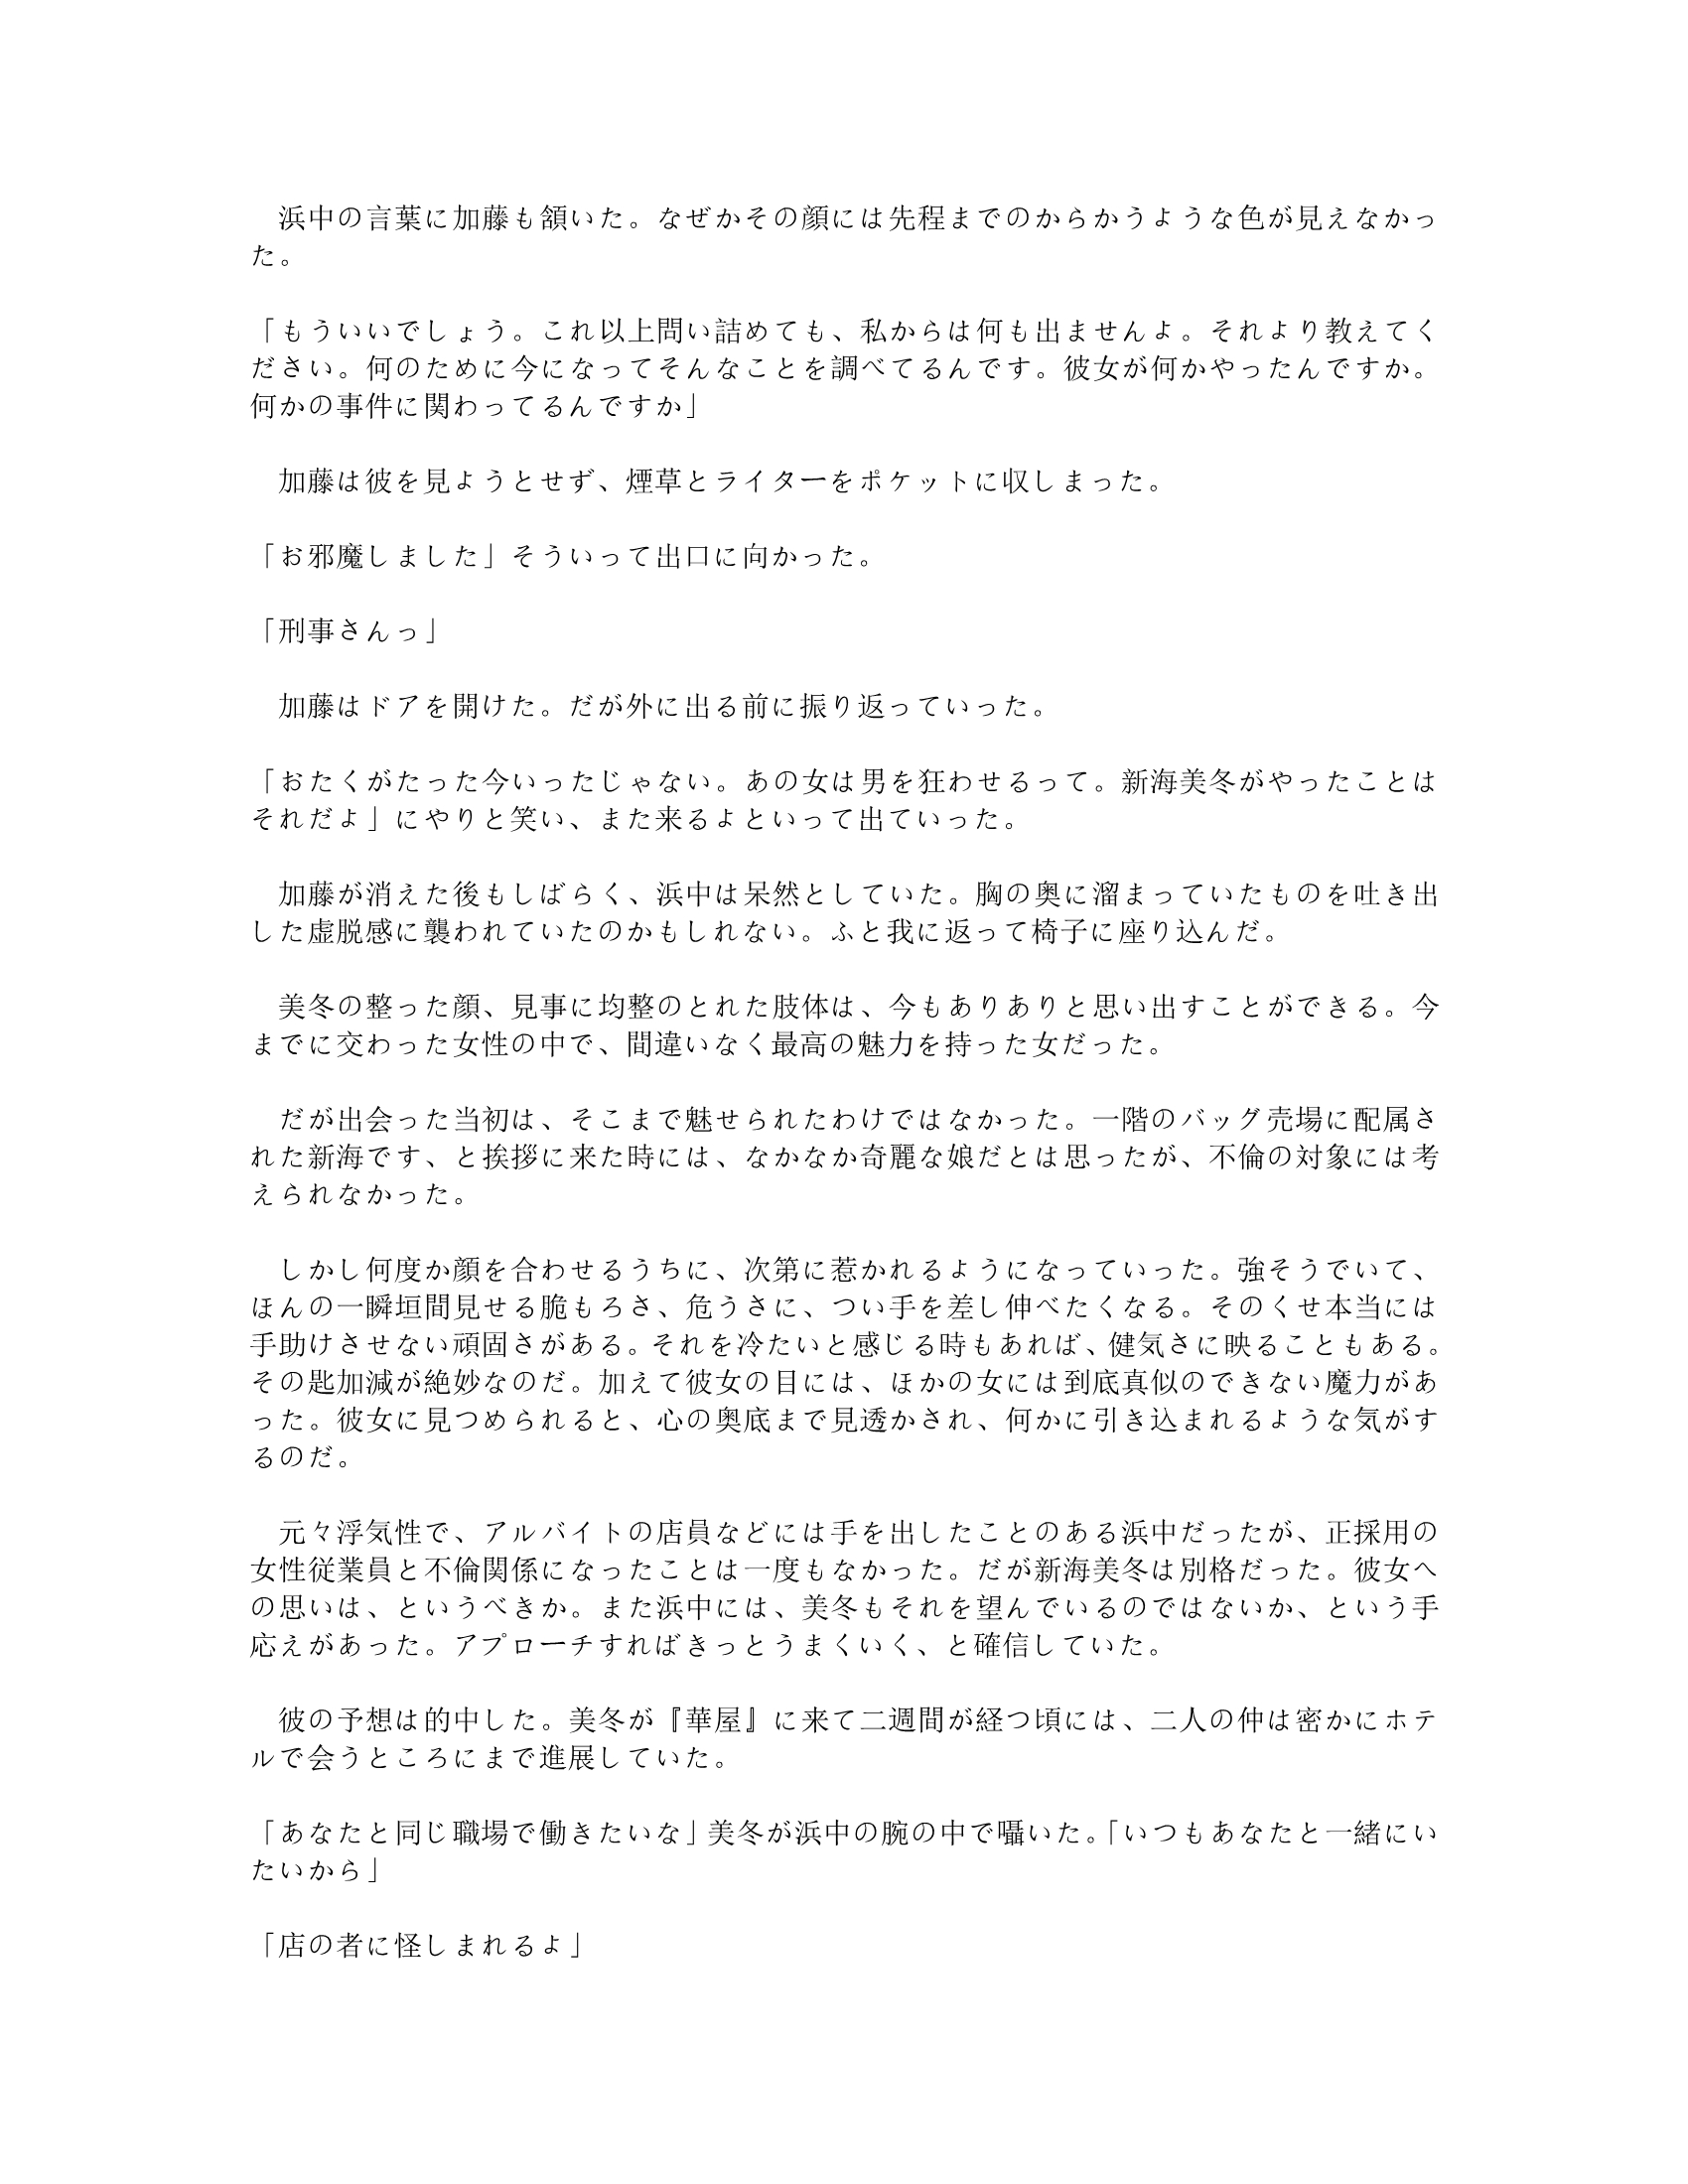 浜中の言葉に加藤も頷いた。なぜかその顔には先程までのからかうような色が見えなかっ
た。
「もういいでしょう。これ以上問い詰めても、私からは何も出ませんよ。それより教えてく
ださい。何のために今になってそんなことを調べてるんです。彼女が何かやったんですか。
何かの事件に関わってるんですか」
　加藤は彼を見ようとせず、煙草とライターをポケットに収しまった。
「お邪魔しました」そういって出口に向かった。
「刑事さんっ」
　加藤はドアを開けた。だが外に出る前に振り返っていった。
「おたくがたった今いったじゃない。あの女は男を狂わせるって。新海美冬がやったことは
それだよ」にやりと笑い、また来るよといって出ていった。
　加藤が消えた後もしばらく、浜中は呆然としていた。胸の奥に溜まっていたものを吐き出
した虚脱感に襲われていたのかもしれない。ふと我に返って椅子に座り込んだ。
　美冬の整った顔、見事に均整のとれた肢体は、今もありありと思い出すことができる。今
までに交わった女性の中で、間違いなく最高の魅力を持った女だった。
　だが出会った当初は、そこまで魅せられたわけではなかった。一階のバッグ売場に配属さ
れた新海です、と挨拶に来た時には、なかなか奇麗な娘だとは思ったが、不倫の対象には考
えられなかった。
　しかし何度か顔を合わせるうちに、次第に惹かれるようになっていった。強そうでいて、
ほんの一瞬垣間見せる脆もろさ、危うさに、つい手を差し伸べたくなる。そのくせ本当には
手助けさせない頑固さがある。それを冷たいと感じる時もあれば、健気さに映ることもある。
その匙加減が絶妙なのだ。加えて彼女の目には、ほかの女には到底真似のできない魔力があ
った。彼女に見つめられると、心の奥底まで見透かされ、何かに引き込まれるような気がす
るのだ。
　元々浮気性で、アルバイトの店員などには手を出したことのある浜中だったが、正採用の
女性従業員と不倫関係になったことは一度もなかった。だが新海美冬は別格だった。彼女へ
の思いは、というべきか。また浜中には、美冬もそれを望んでいるのではないか、という手
応えがあった。アプローチすればきっとうまくいく、と確信していた。
　彼の予想は的中した。美冬が『華屋』に来て二週間が経つ頃には、二人の仲は密かにホテ
ルで会うところにまで進展していた。
「あなたと同じ職場で働きたいな」美冬が浜中の腕の中で囁いた。「いつもあなたと一緒にい
たいから」
「店の者に怪しまれるよ」